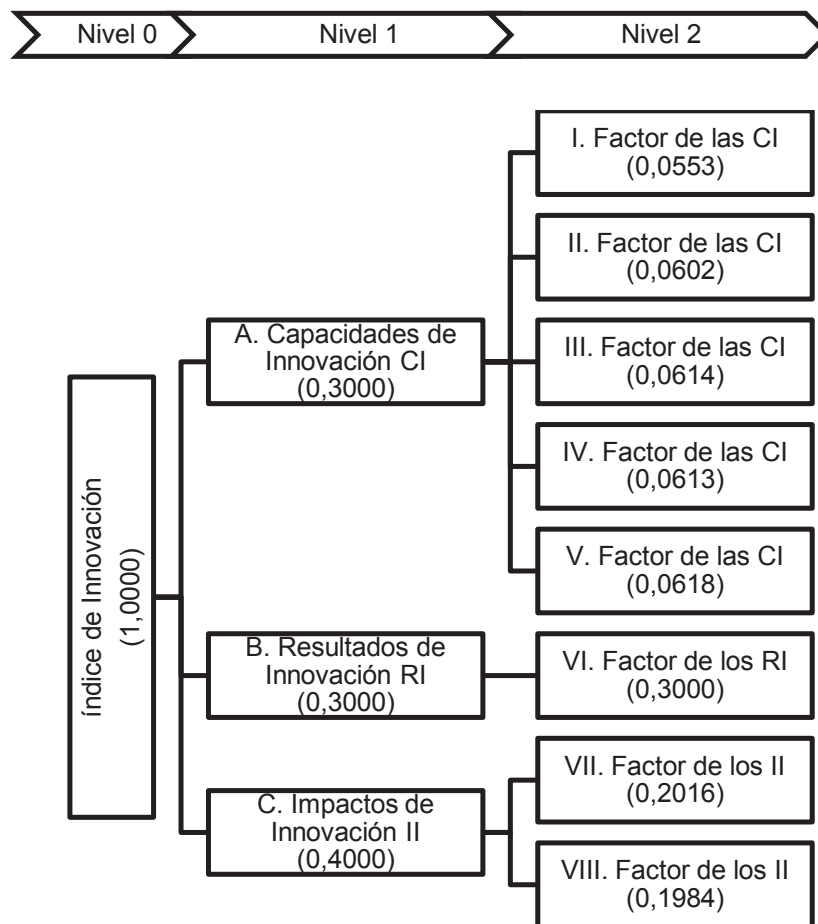 Nivel 0
Nivel 1
Nivel 2
índice de Innovación
(1,0000)
A. Capacidades de
Innovación CI
(0,3000)
I. Factor de las CI
(0,0553)
II. Factor de las CI
(0,0602)
III. Factor de las CI
(0,0614)
IV. Factor de las CI
(0,0613)
V. Factor de las CI
(0,0618)
B. Resultados de
Innovación RI
(0,3000)
VI. Factor de los RI
(0,3000)
C. Impactos de
Innovación II
(0,4000)
VII. Factor de los II
(0,2016)
VIII. Factor de los II
(0,1984)